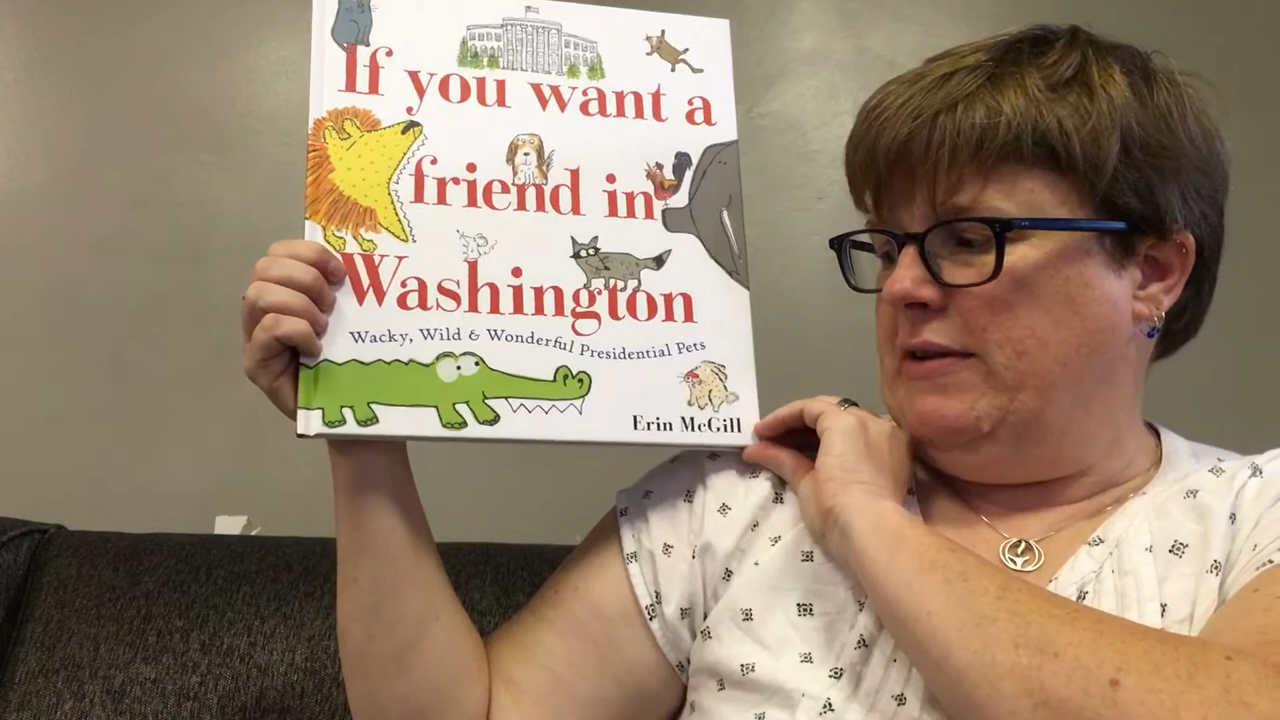 If you want a
friend in
Washington
Wacky, Wild & Wonderful Presidential Pets
Erin McGill